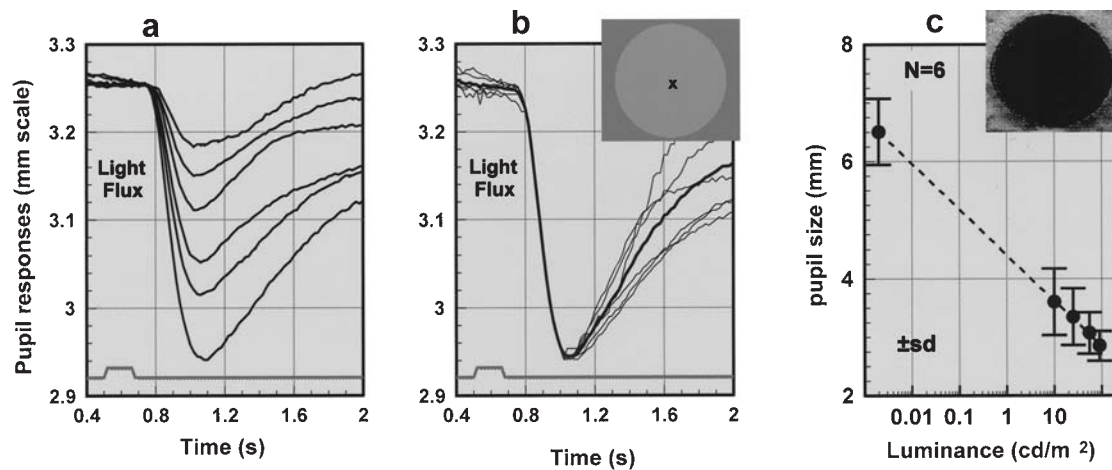 a
b
c
3.3
3.2
3.1
3
2.9
Pupil responses (mm scale)
Light
Flux
0.4 0.8 1.2 1.6 2
Time (s)
3.3
3.2
3.1
3
2.9
Light
Flux
x
0.4 0.8 1.2 1.6 2
Time (s)
8
6
4
2
pupil size (mm)
N=6
±sd
0.01 0.1 1 10
Luminance (cd/m 2)